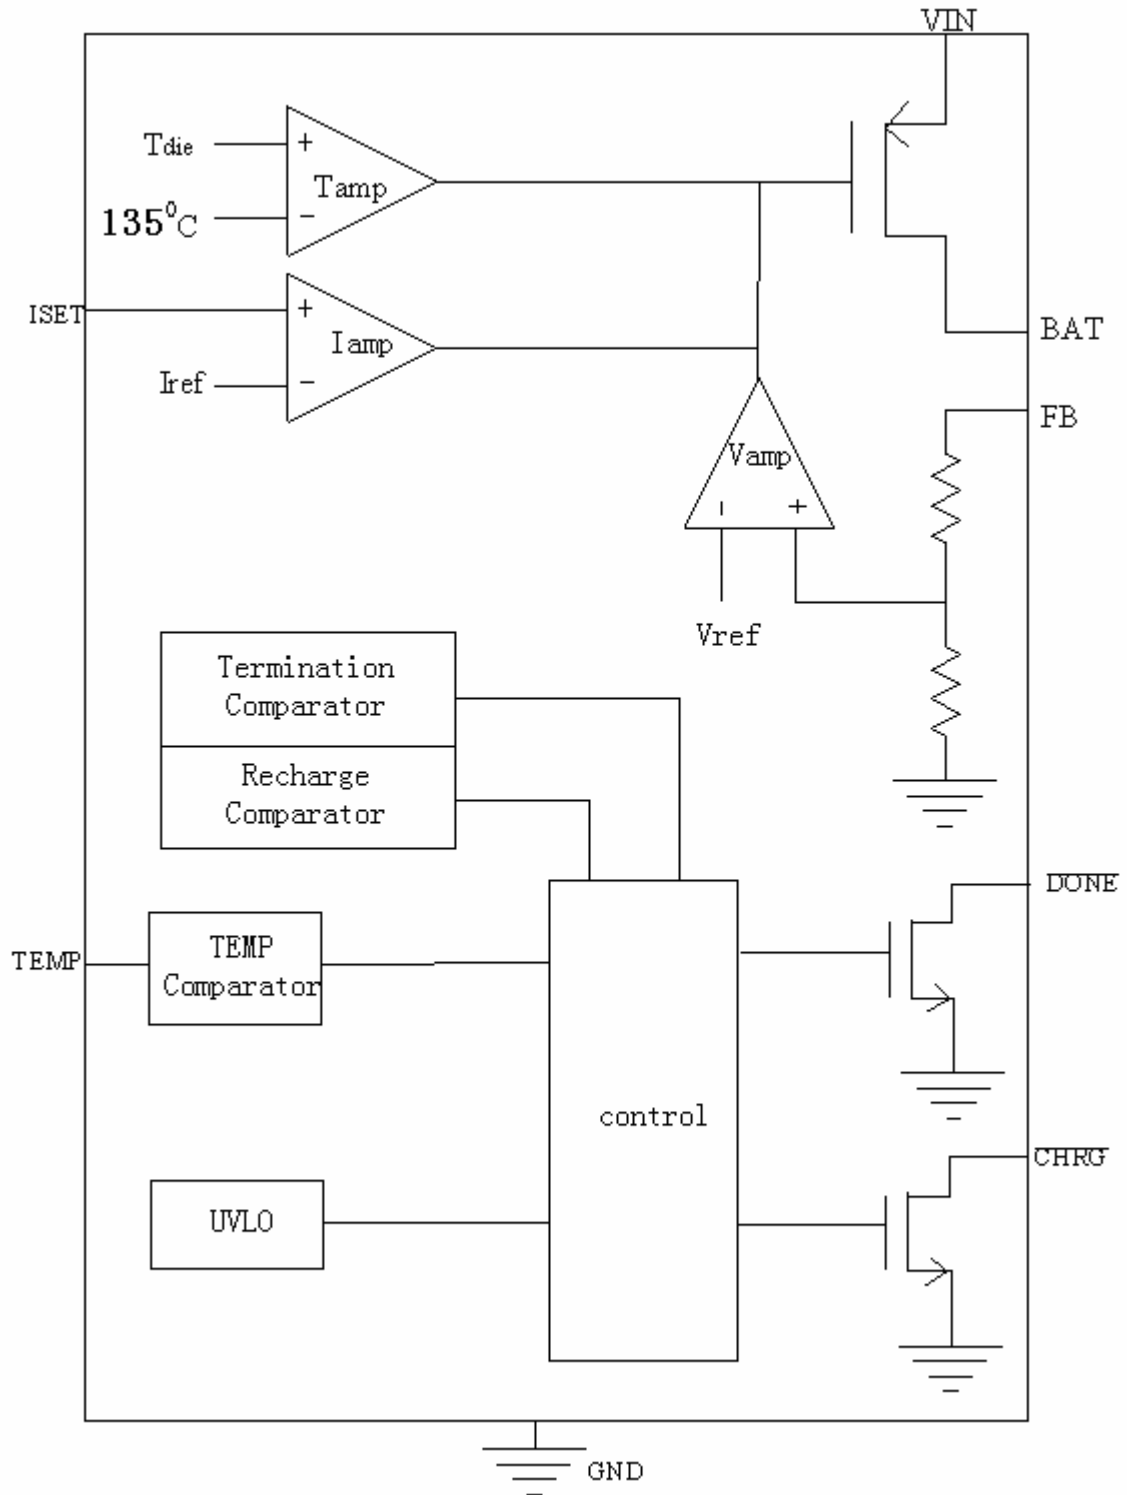 VIN
Tdie
+
Tamp
135⁰C
−
ISET
+
Iamp
Iref
−
BAT
FB
Vamp
− +
Vref
Termination
Comparator
Recharge
Comparator
DONE
TEMP
TEMP
Comparator
control
CHRG
UVLO
GND